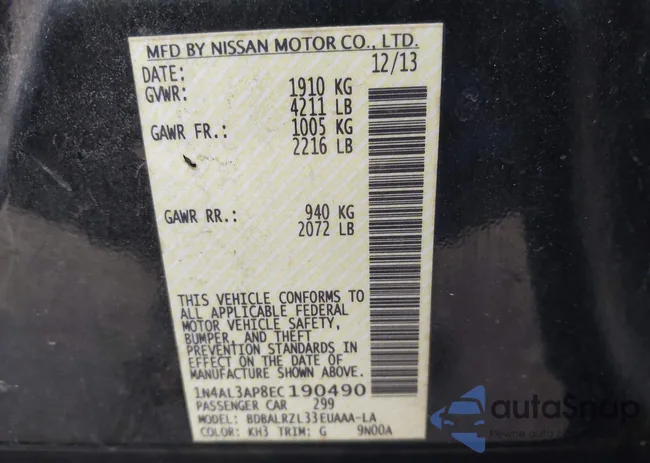 MFD BY NISSAN MOTOR CO., LTD.
DATE: 12/13
GVWR: 1910 KG
4211 LB
GAWR FR.: 1005 KG
2216 LB
GAWR RR.: 940 KG
2072 LB
THIS VEHICLE CONFORMS TO
ALL APPLICABLE FEDERAL
MOTOR VEHICLE SAFETY,
BUMPER, AND THEFT
PREVENTION STANDARDS IN
EFFECT ON THE DATE OF
MANUFACTURE SHOWN ABOVE.
1N4AL3AP8EC190490
PASSENGER CAR 299
MODEL: BDBALRZL33EUAAA-LA
COLOR: KH3 TRIM: G 9N00A
autoSnap
Pewne auto